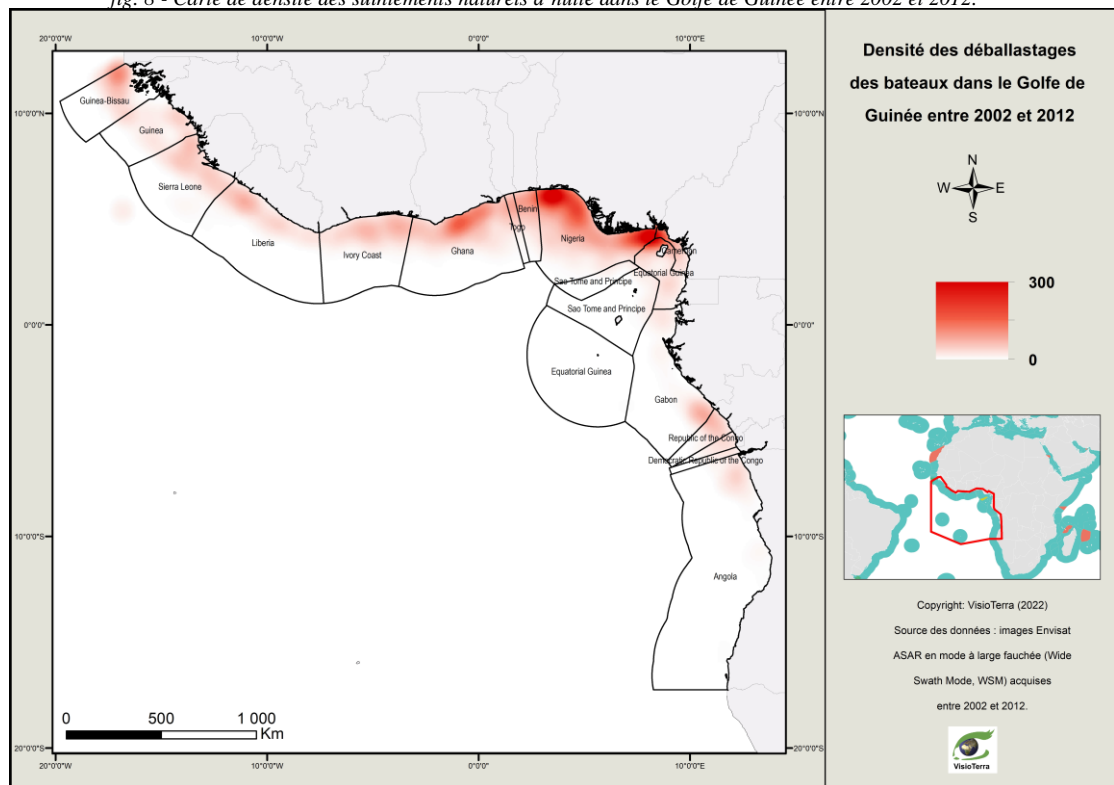 fig. 8 - Carte de densité des suintements naturels d'huile dans le Golfe de Guinée entre 2002 et 2012.
20°0'0"W
10°0'0"W
0°0'0"
10°0'0"E
10°0'0"N
10°0'0"N
0°0'0"
0°0'0"
10°0'0"S
10°0'0"S
20°0'0"S
20°0'0"S
20°0'0"W
10°0'0"W
0°0'0"
10°0'0"E
Guinea-Bissau
Guinea
Sierra Leone
Liberia
Ivory Coast
Ghana
Togo
Benin
Nigeria
Cameroon
Equatorial Guinea
Sao Tome and Principe
Sao Tome and Principe
Equatorial Guinea
Gabon
Republic of the Congo
Democratic Republic of the Congo
Angola
0 500 1 000
Km
Densité des déballastages
des bateaux dans le Golfe de
Guinée entre 2002 et 2012
N
W E
S
300
0
Copyright: VisioTerra (2022)
Source des données : images Envisat
ASAR en mode à large fauchée (Wide
Swath Mode, WSM) acquises
entre 2002 et 2012.
VisioTerra